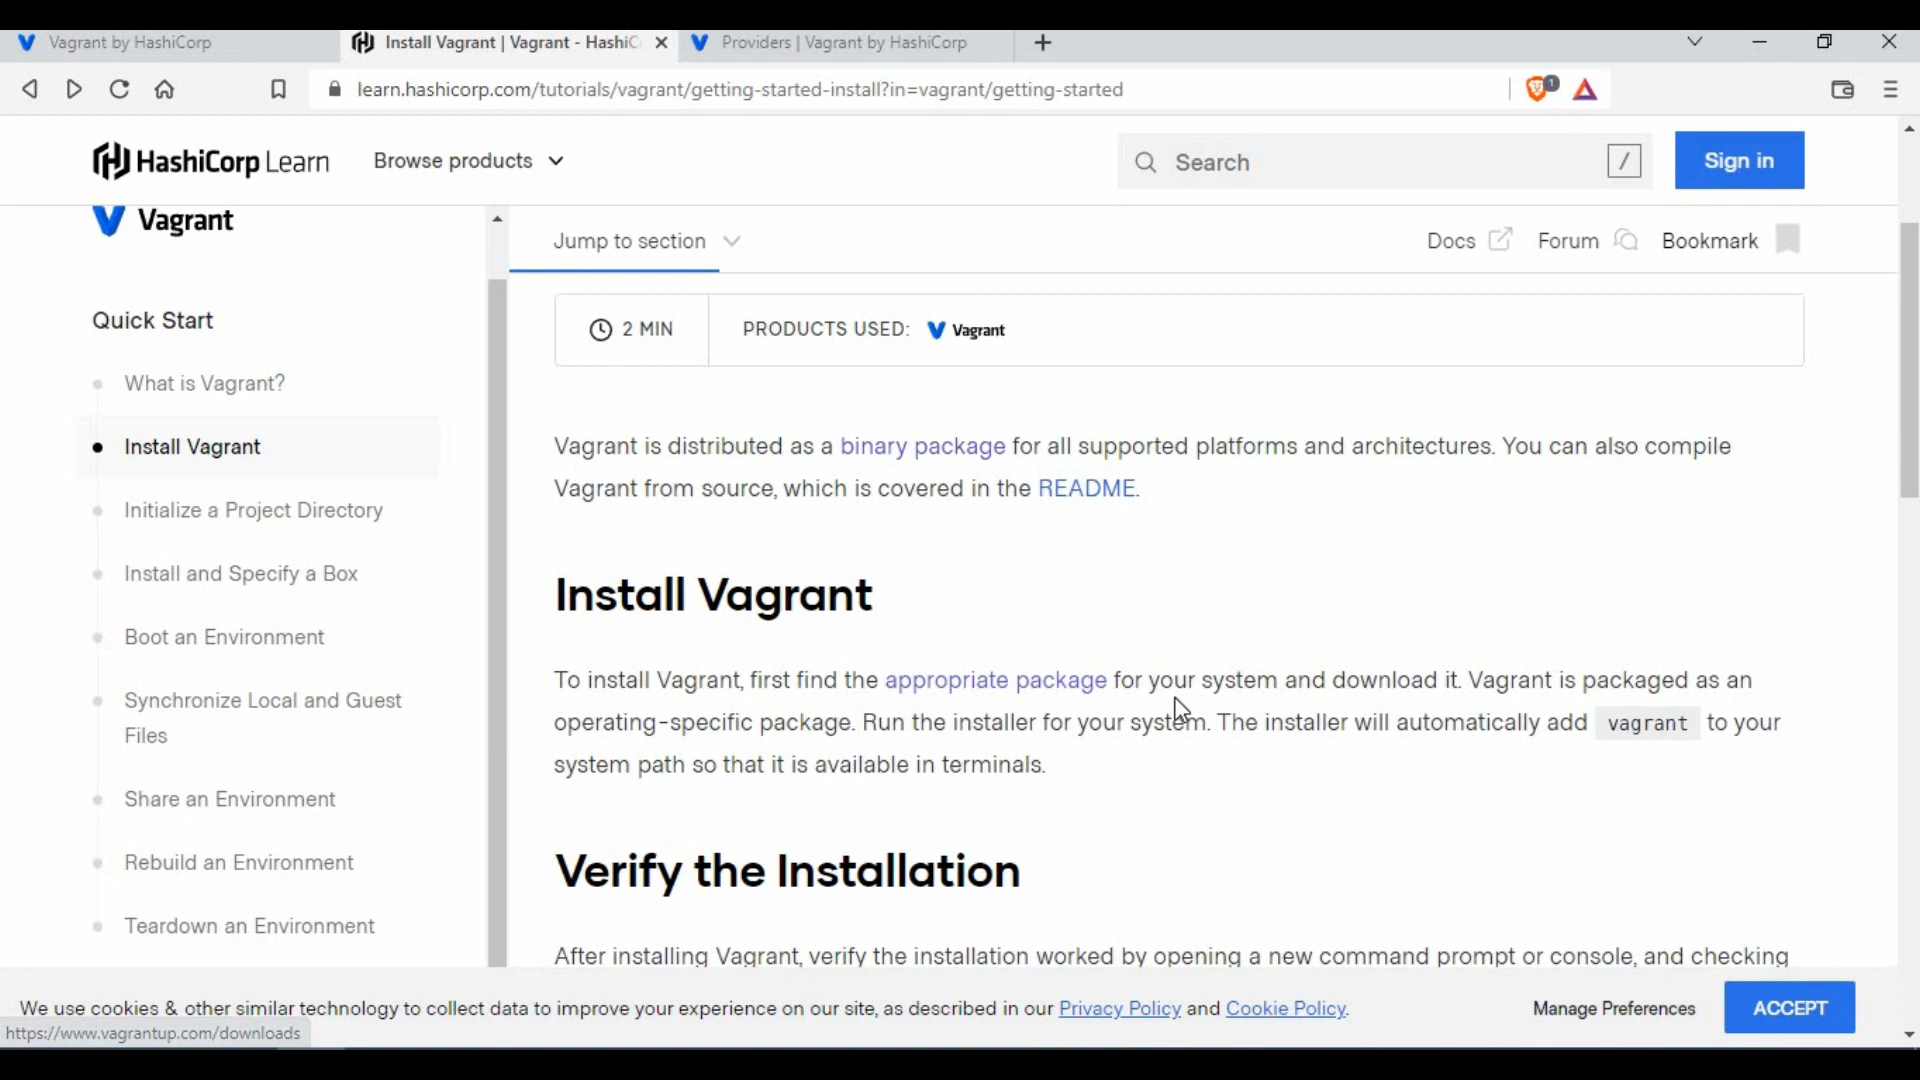 Vagrant by HashiCorp
Install Vagrant | Vagrant - HashiC
Providers | Vagrant by HashiCorp
learn.hashicorp.com/tutorials/vagrant/getting-started-install?in=vagrant/getting-started
1
HashiCorp Learn
Browse products
Search
/
Sign in
Vagrant
Jump to section
Docs
Forum
Bookmark
Quick Start
What is Vagrant?
Install Vagrant
Initialize a Project Directory
Install and Specify a Box
Boot an Environment
Synchronize Local and Guest
Files
Share an Environment
Rebuild an Environment
Teardown an Environment
2 MIN
PRODUCTS USED: Vagrant
Vagrant is distributed as a binary package for all supported platforms and architectures. You can also compile
Vagrant from source, which is covered in the README.
Install Vagrant
To install Vagrant, first find the appropriate package for your system and download it. Vagrant is packaged as an
operating-specific package. Run the installer for your system. The installer will automatically add vagrant to your
system path so that it is available in terminals.
Verify the Installation
After installing Vagrant, verify the installation worked by opening a new command prompt or console, and checking
We use cookies & other similar technology to collect data to improve your experience on our site, as described in our Privacy Policy and Cookie Policy.
Manage Preferences
ACCEPT
https://www.vagrantup.com/downloads